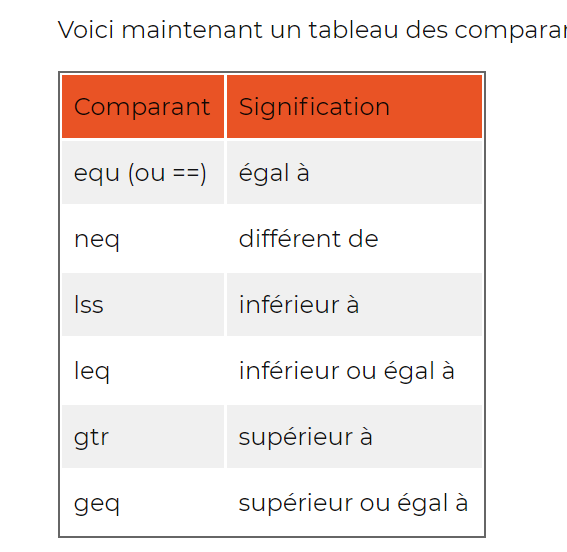 Voici maintenant un tableau des
Comparant Signification
equ (ou ==) égal à
neq différent de
lss inférieur à
leq inférieur ou égal à
gtr supérieur à
geq supérieur ou égal à